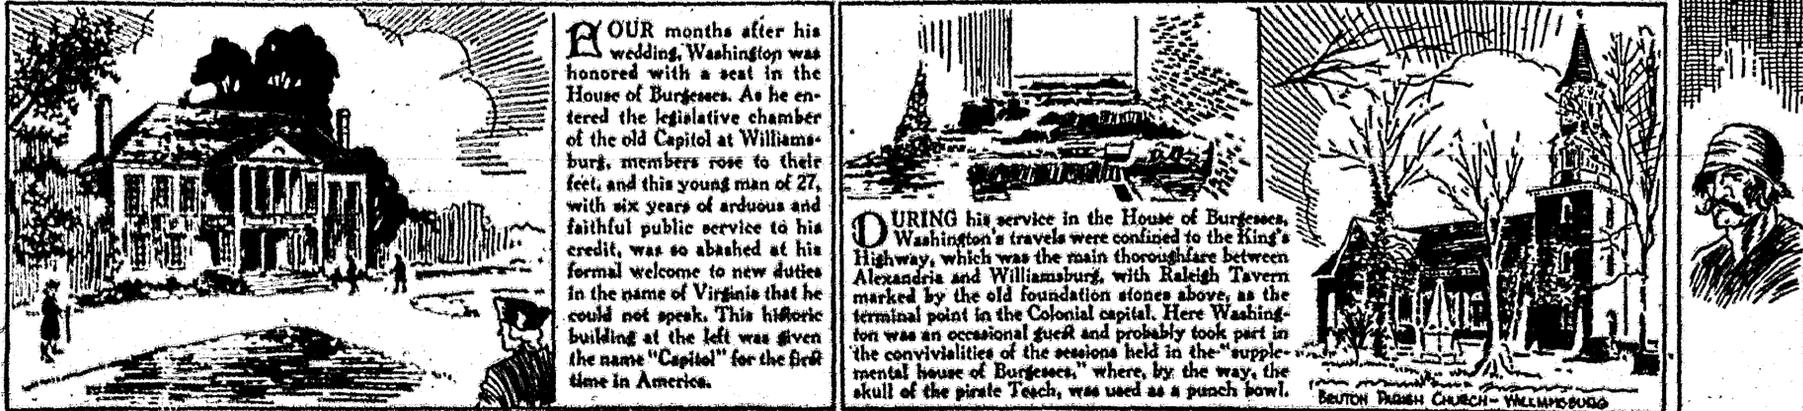 FOUR months after his
wedding, Washington was
honored with a seat in the
House of Burgesses. As he en-
tered the legislative chamber
of the old Capitol at Williams-
burg, members rose to their
feet, and this young man of 27,
with six years of arduous and
faithful public service to his
credit, was so abashed at his
formal welcome to new duties
in the name of Virginia that he
could not speak. This historic
building at the left was given
the name "Capitol" for the first
time in America.
DURING his service in the House of Burgesses,
Washington's travels were confined to the King's
Highway, which was the main thoroughfare between
Alexandria and Williamsburg, with Raleigh Tavern
marked by the old foundation stones above, as the
terminal point in the Colonial capital. Here Washing-
ton was an occasional guest and probably took part in
the convivialities of the sessions held in the "supple-
mental house of Burgesses," where, by the way, the
skull of the pirate Teach, was used as a punch bowl.
BRUTON PARISH CHURCH - WILLIAMSBURG